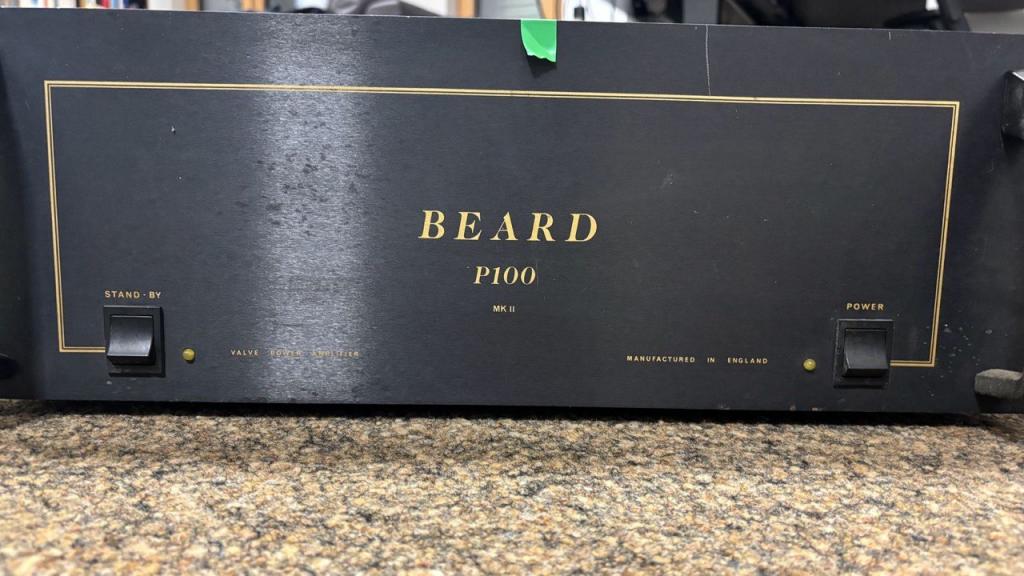 BEARD
P100
MK II
STAND-BY
POWER
VALVE POWER AMPLIFIER
MANUFACTURED IN ENGLAND